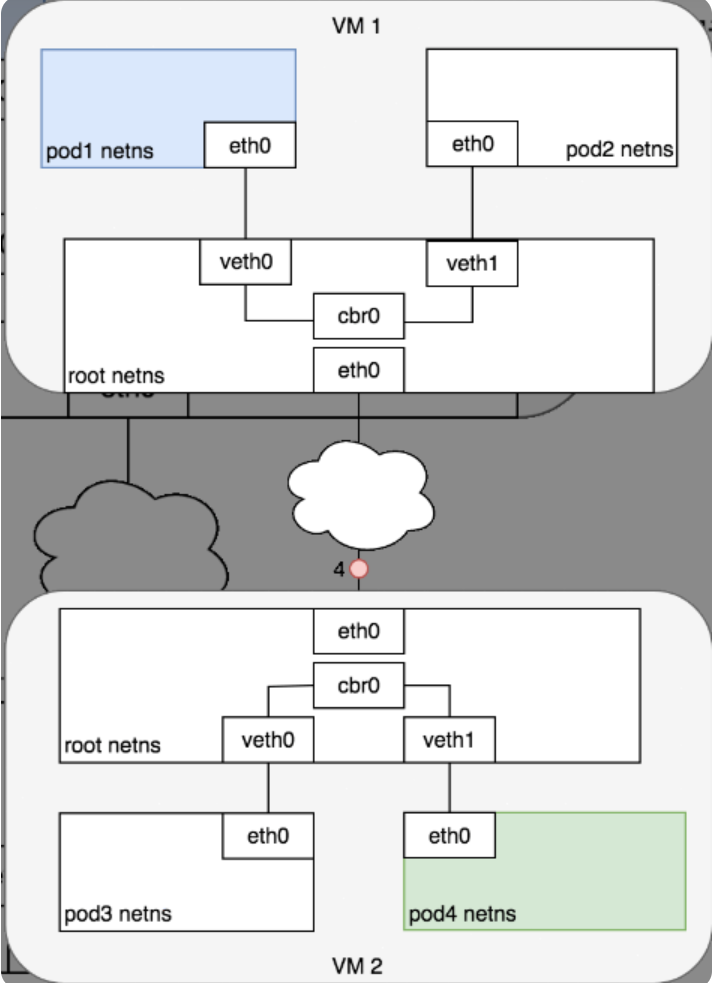 VM 1
pod1 netns
eth0
eth0
pod2 netns
veth0
veth1
cbr0
root netns
eth0
4
eth0
cbr0
root netns
veth0
veth1
eth0
eth0
pod3 netns
pod4 netns
VM 2